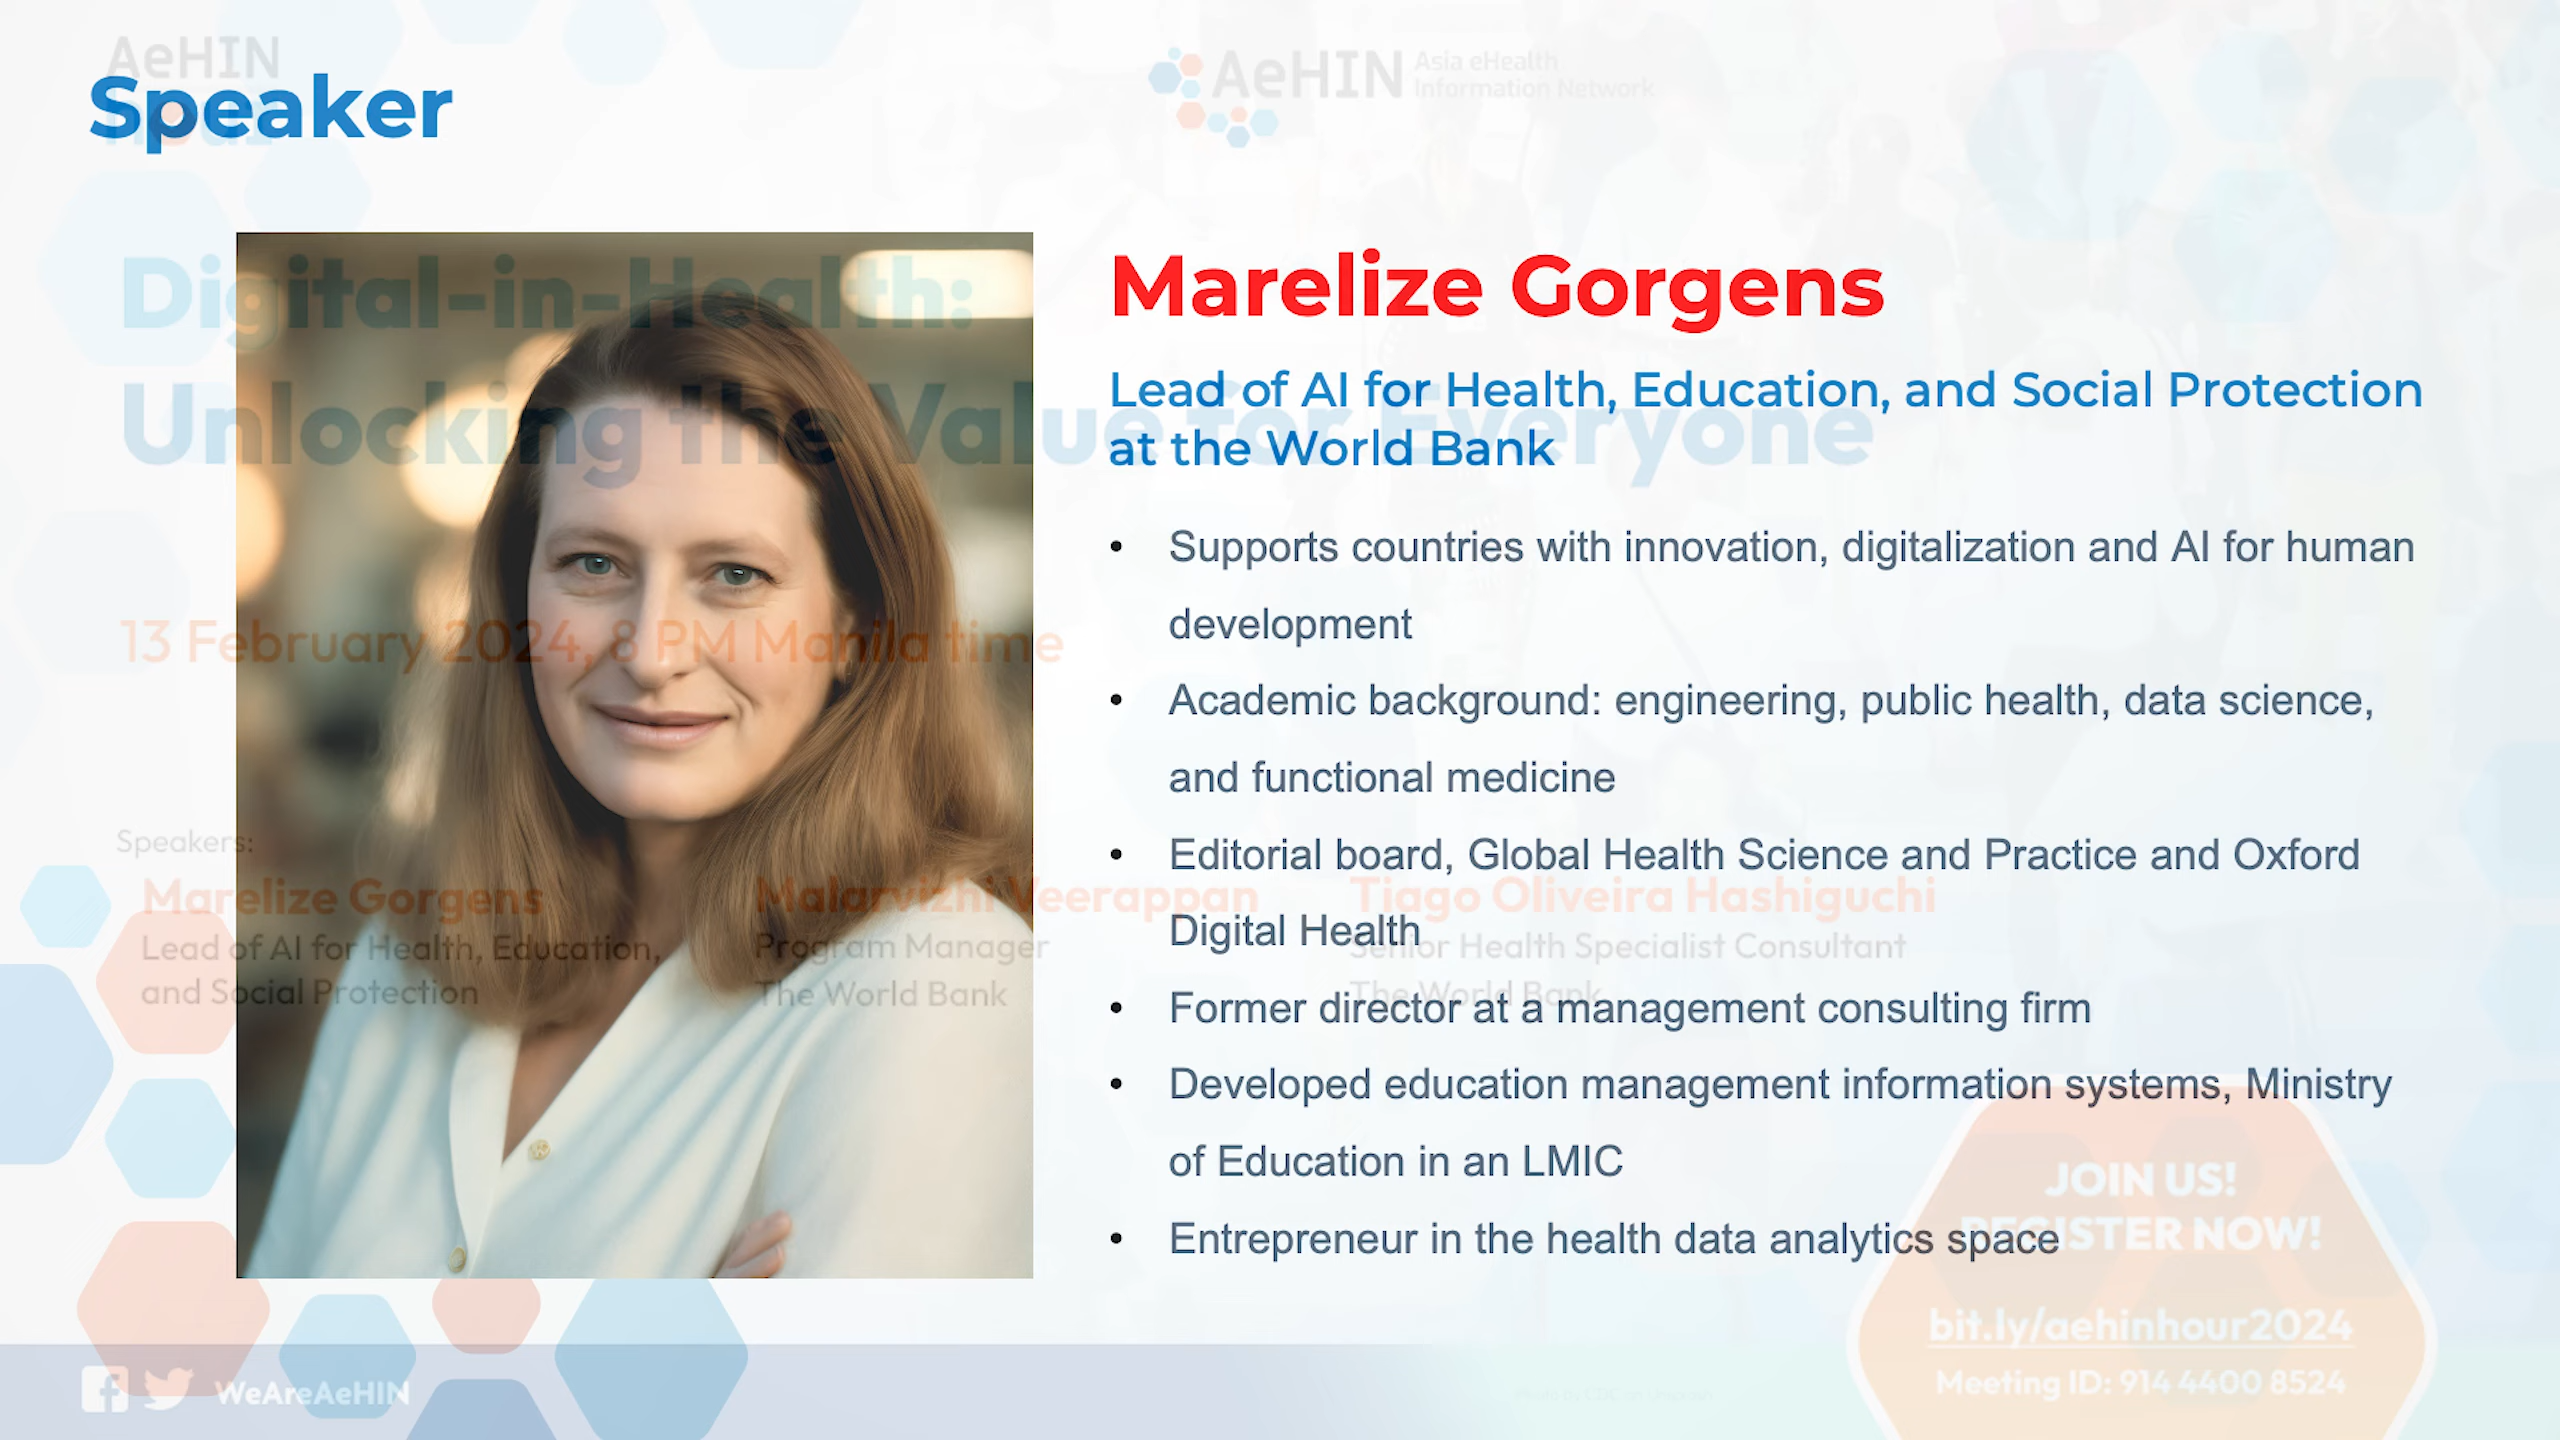 AeHIN
Hour
Speaker
AeHIN Asia eHealth
Information Network
Digital-in-Health:
Unlocking the Value for Everyone
13 February 2024, 8 PM Manila time
Speakers:
Marelize Gorgens
Lead of AI for Health, Education,
and Social Protection
Malarvizhi Veerappan
Program Manager
The World Bank
Tiago Oliveira Hashiguchi
Senior Health Specialist Consultant
The World Bank
Marelize Gorgens
Lead of AI for Health, Education, and Social Protection
at the World Bank
• Supports countries with innovation, digitalization and AI for human
development
• Academic background: engineering, public health, data science,
and functional medicine
• Editorial board, Global Health Science and Practice and Oxford
Digital Health
• Former director at a management consulting firm
• Developed education management information systems, Ministry
of Education in an LMIC
• Entrepreneur in the health data analytics space
JOIN US!
REGISTER NOW!
bit.ly/aehinhour2024
Meeting ID: 914 4400 8524
WeAreAeHIN